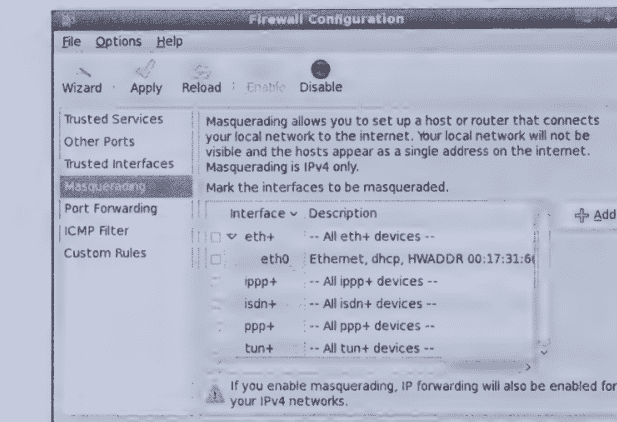 Firewall Configuration
File Options Help
Wizard Apply Reload Enable Disable
Trusted Services
Other Ports
Trusted Interfaces
Masquerading
Port Forwarding
ICMP Filter
Custom Rules
Masquerading allows you to set up a host or router that connects
your local network to the internet. Your local network will not be
visible and the hosts appear as a single address on the internet.
Masquerading is IPv4 only.
Mark the interfaces to be masqueraded.
Interface Description
eth+ -- All eth+ devices --
eth0 Ethernet, dhcp, HWADDR 00:17:31:6
ippp+ -- All ippp+ devices --
isdn+ -- All isdn+ devices --
ppp+ -- All ppp+ devices --
tun+ -- All tun+ devices --
Add
If you enable masquerading, IP forwarding will also be enabled for
your IPv4 networks.